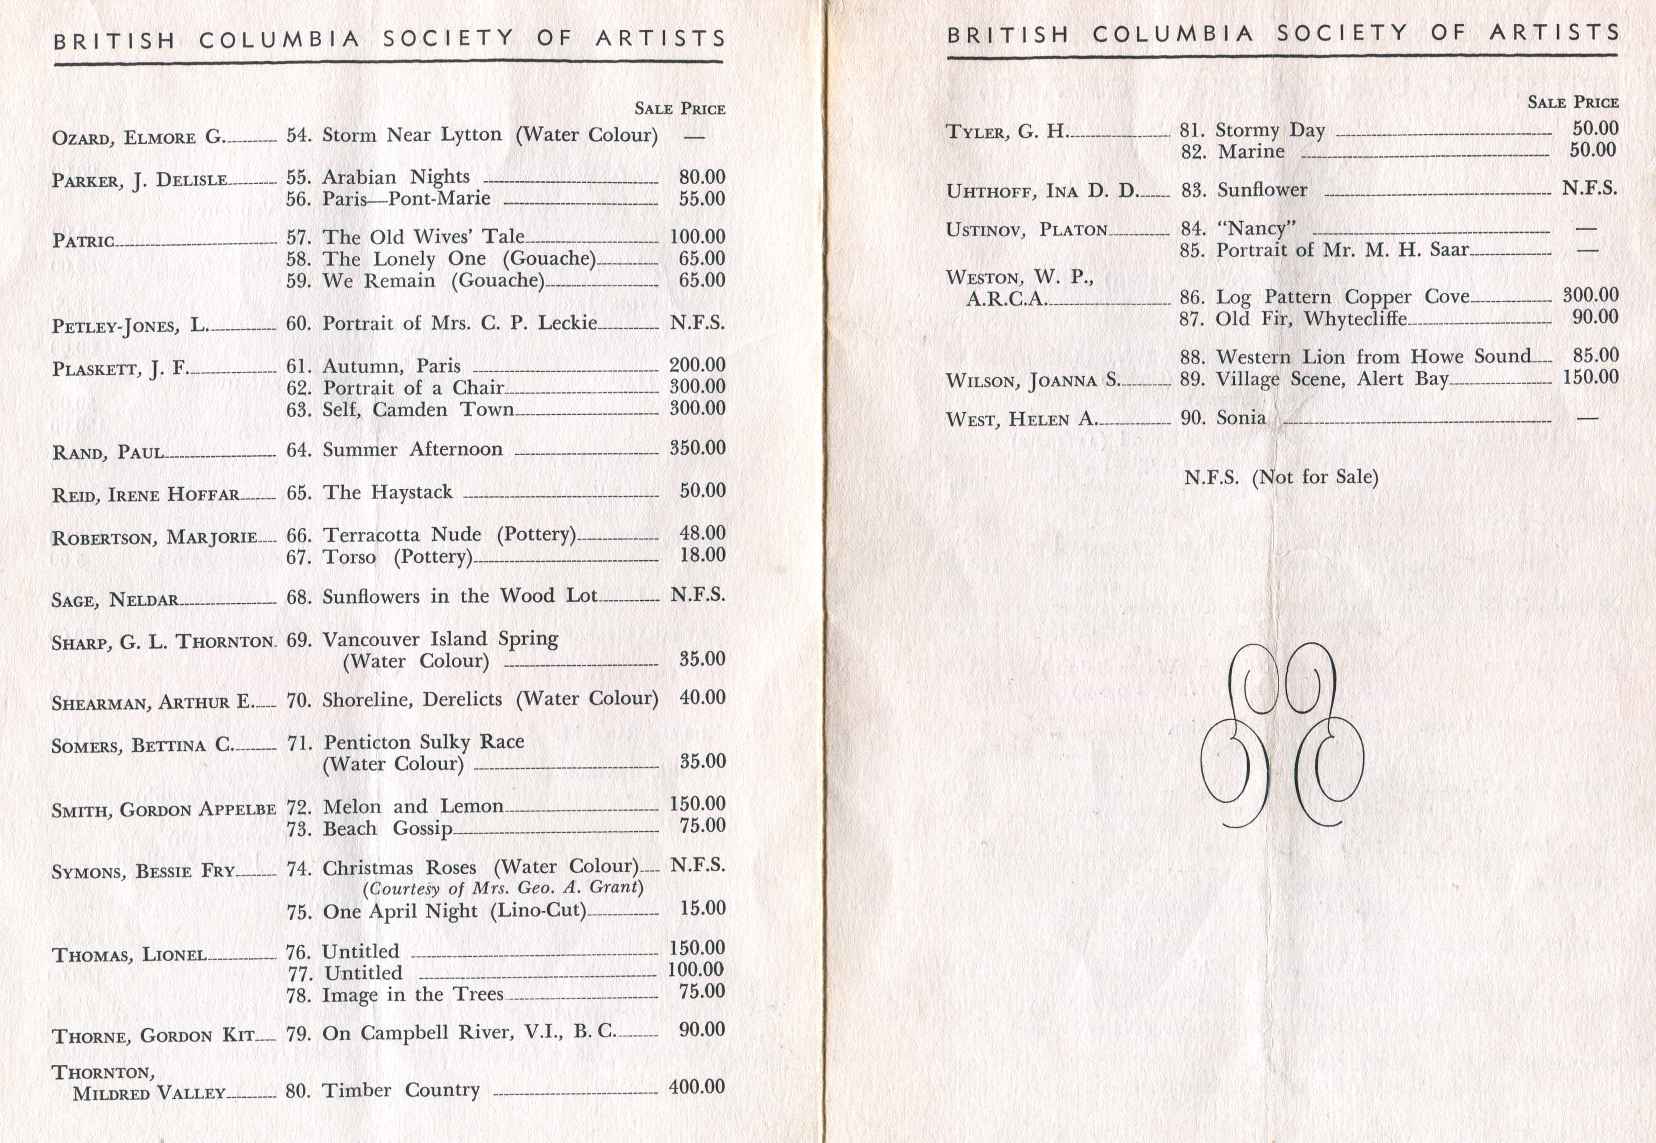 BRITISH COLUMBIA SOCIETY OF ARTISTS
SALE PRICE
OZARD, ELMORE G. 54. Storm Near Lytton (Water Colour) —
PARKER, J. DELISLE 55. Arabian Nights 80.00
56. Paris—Pont-Marie 55.00
PATRIC 57. The Old Wives' Tale 100.00
58. The Lonely One (Gouache) 65.00
59. We Remain (Gouache) 65.00
PETLEY-JONES, L. 60. Portrait of Mrs. C. P. Leckie N.F.S.
PLASKETT, J. F. 61. Autumn, Paris 200.00
62. Portrait of a Chair 300.00
63. Self, Camden Town 300.00
RAND, PAUL 64. Summer Afternoon 350.00
REID, IRENE HOFFAR 65. The Haystack 50.00
ROBERTSON, MARJORIE 66. Terracotta Nude (Pottery) 48.00
67. Torso (Pottery) 18.00
SAGE, NELDAR 68. Sunflowers in the Wood Lot N.F.S.
SHARP, G. L. THORNTON 69. Vancouver Island Spring
(Water Colour) 35.00
SHEARMAN, ARTHUR E. 70. Shoreline, Derelicts (Water Colour) 40.00
SOMERS, BETTINA C. 71. Penticton Sulky Race
(Water Colour) 35.00
SMITH, GORDON APPELBE 72. Melon and Lemon 150.00
73. Beach Gossip 75.00
SYMONS, BESSIE FRY 74. Christmas Roses (Water Colour) N.F.S.
(Courtesy of Mrs. Geo. A. Grant)
75. One April Night (Lino-Cut) 15.00
THOMAS, LIONEL 76. Untitled 150.00
77. Untitled 100.00
78. Image in the Trees 75.00
THORNE, GORDON KIT 79. On Campbell River, V.I., B. C. 90.00
THORNTON,
MILDRED VALLEY 80. Timber Country 400.00
BRITISH COLUMBIA SOCIETY OF ARTISTS
SALE PRICE
TYLER, G. H. 81. Stormy Day 50.00
82. Marine 50.00
UHTHOFF, INA D. D. 83. Sunflower N.F.S.
USTINOV, PLATON 84. "Nancy" —
85. Portrait of Mr. M. H. Saar —
WESTON, W. P.,
A.R.C.A. 86. Log Pattern Copper Cove 300.00
87. Old Fir, Whytecliffe 90.00
88. Western Lion from Howe Sound 85.00
WILSON, JOANNA S. 89. Village Scene, Alert Bay 150.00
WEST, HELEN A. 90. Sonia —
N.F.S. (Not for Sale)